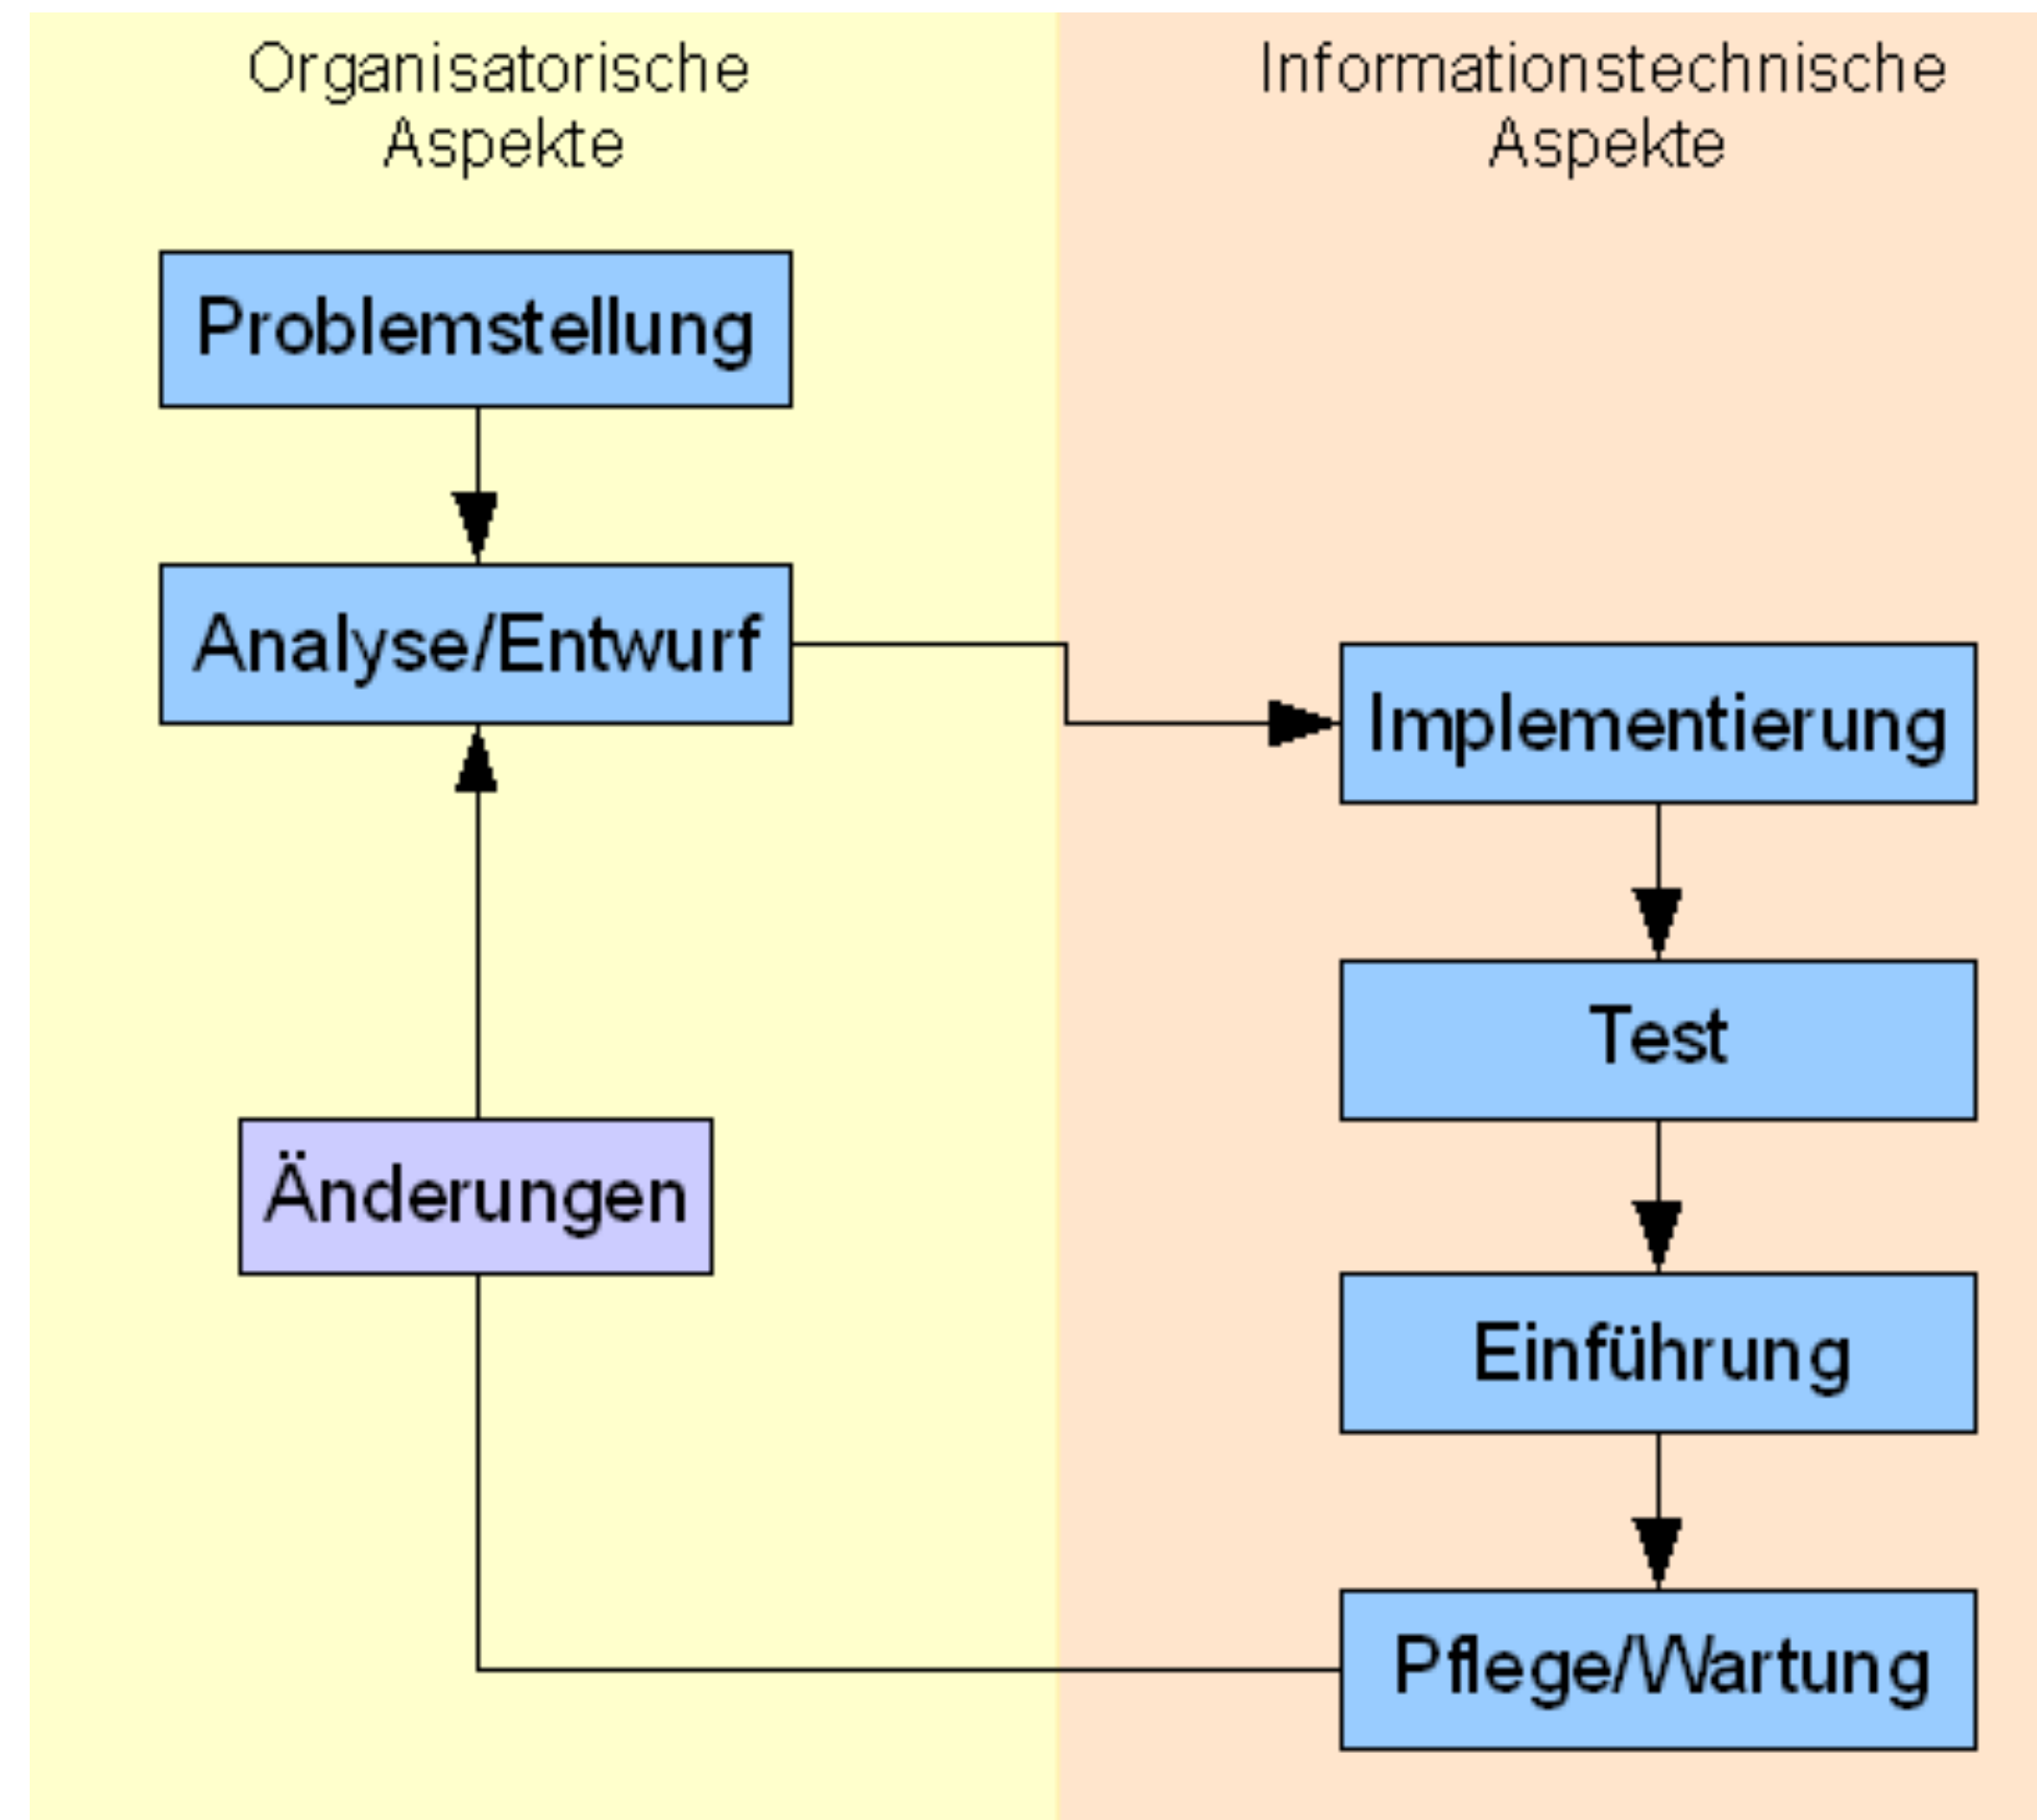 Organisatorische
Aspekte
Informationstechnische
Aspekte
Problemstellung
Analyse/Entwurf
Implementierung
Test
Änderungen
Einführung
Pflege/Wartung